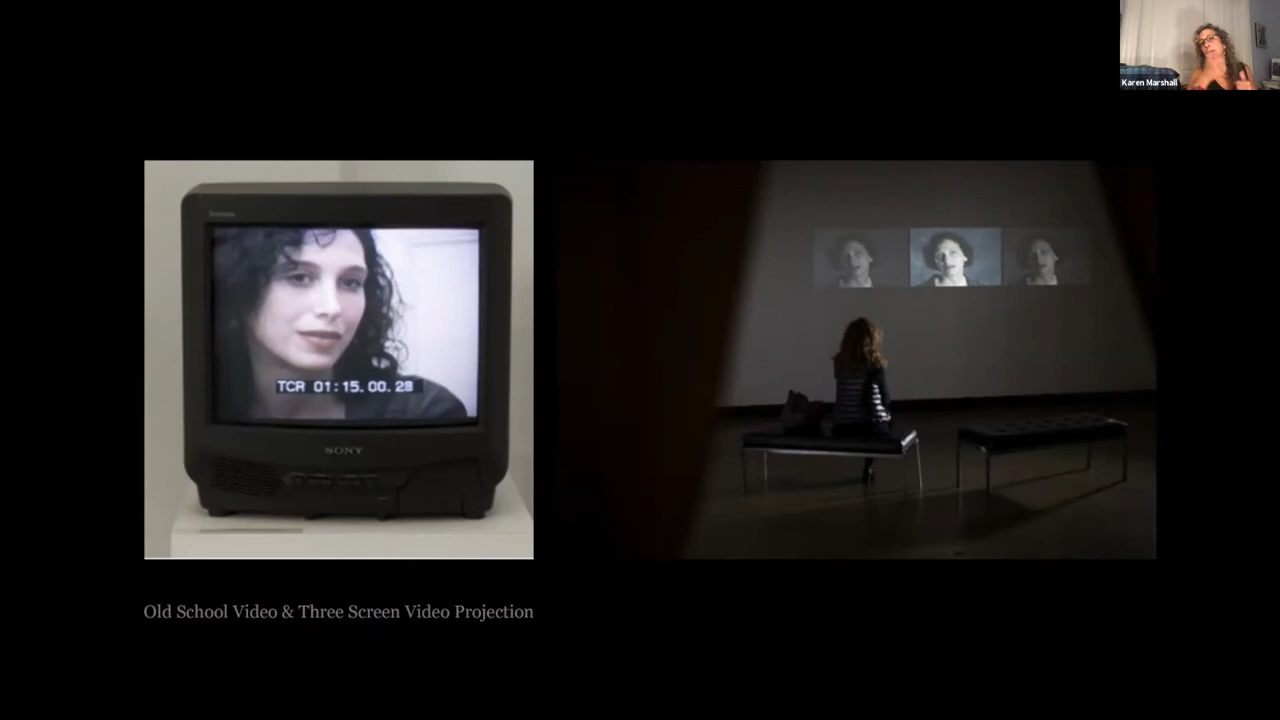 Karen Marshall
TCR 01:15.00.28
SONY
Old School Video & Three Screen Video Projection